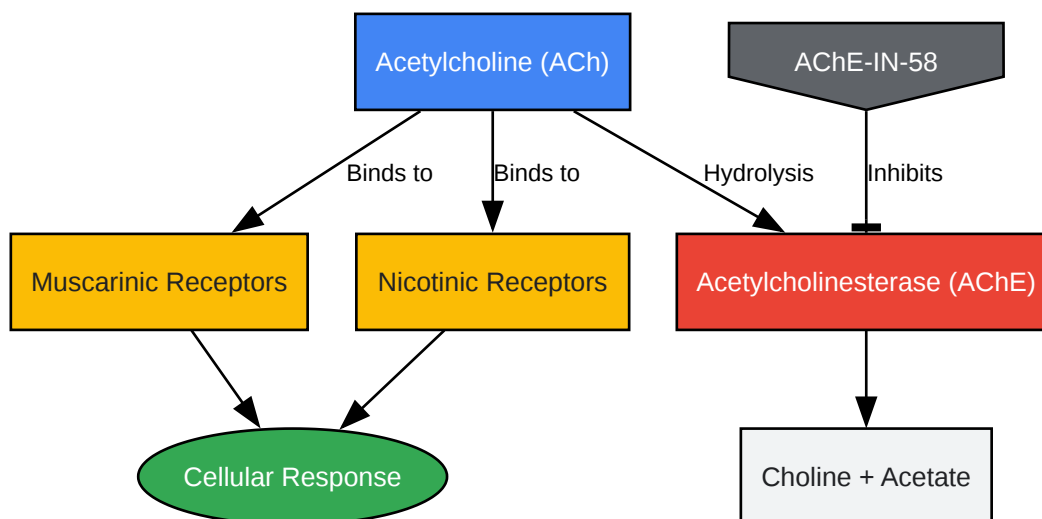 Acetylcholine (ACh)
AChE-IN-58
Binds to
Binds to
Hydrolysis
Inhibits
Muscarinic Receptors
Nicotinic Receptors
Acetylcholinesterase (AChE)
Cellular Response
Choline + Acetate